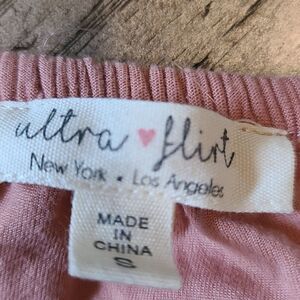 ultra flirt
New York • Los Angeles
MADE
IN
CHINA
S